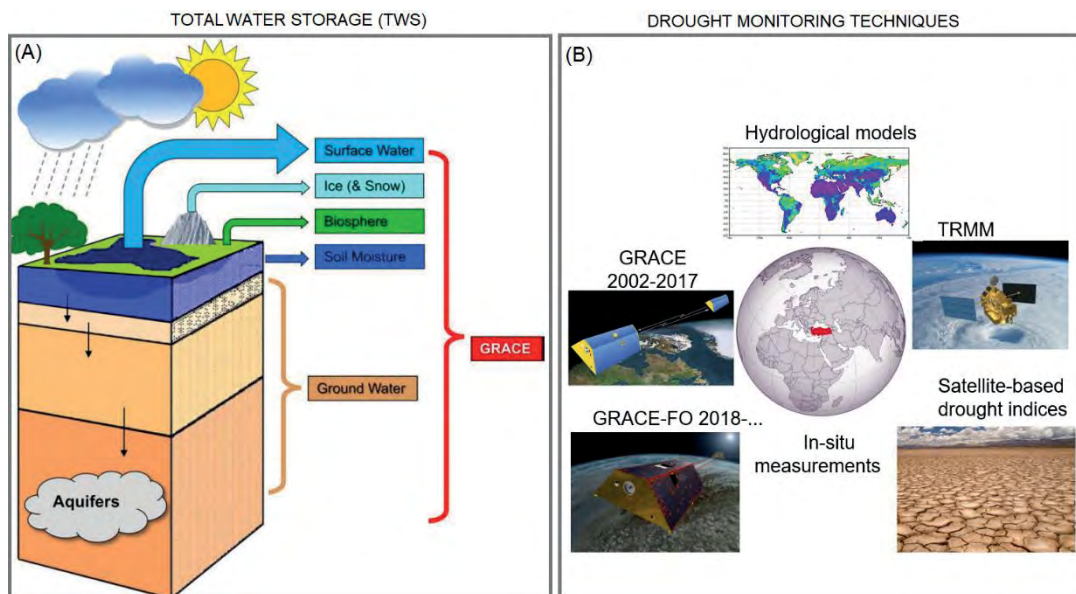 TOTAL WATER STORAGE (TWS)
(A)
Surface Water
Ice (& Snow)
Biosphere
Soil Moisture
GRACE
Ground Water
Aquifers
DROUGHT MONITORING TECHNIQUES
(B)
Hydrological models
TRMM
GRACE
2002-2017
GRACE-FO 2018-...
In-situ
measurements
Satellite-based
drought indices